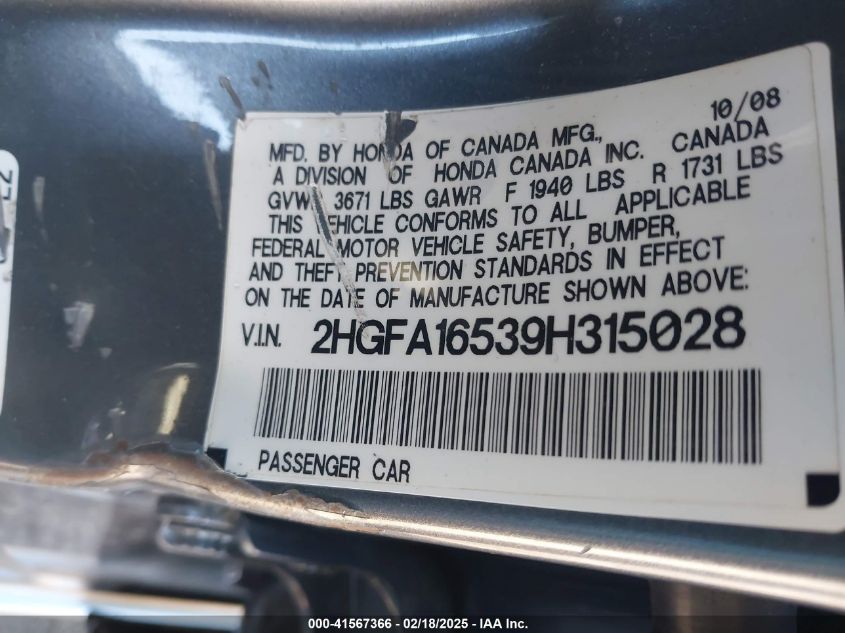 10/08
MFD. BY HONDA OF CANADA MFG., CANADA
A DIVISION OF HONDA CANADA INC.
GVWR 3671 LBS GAWR F 1940 LBS R 1731 LBS
THIS VEHICLE CONFORMS TO ALL APPLICABLE
FEDERAL MOTOR VEHICLE SAFETY, BUMPER,
AND THEFT PREVENTION STANDARDS IN EFFECT
ON THE DATE OF MANUFACTURE SHOWN ABOVE:
V.I.N. 2HGFA16539H315028
PASSENGER CAR
000-41567366 - 02/18/2025 - IAA Inc.